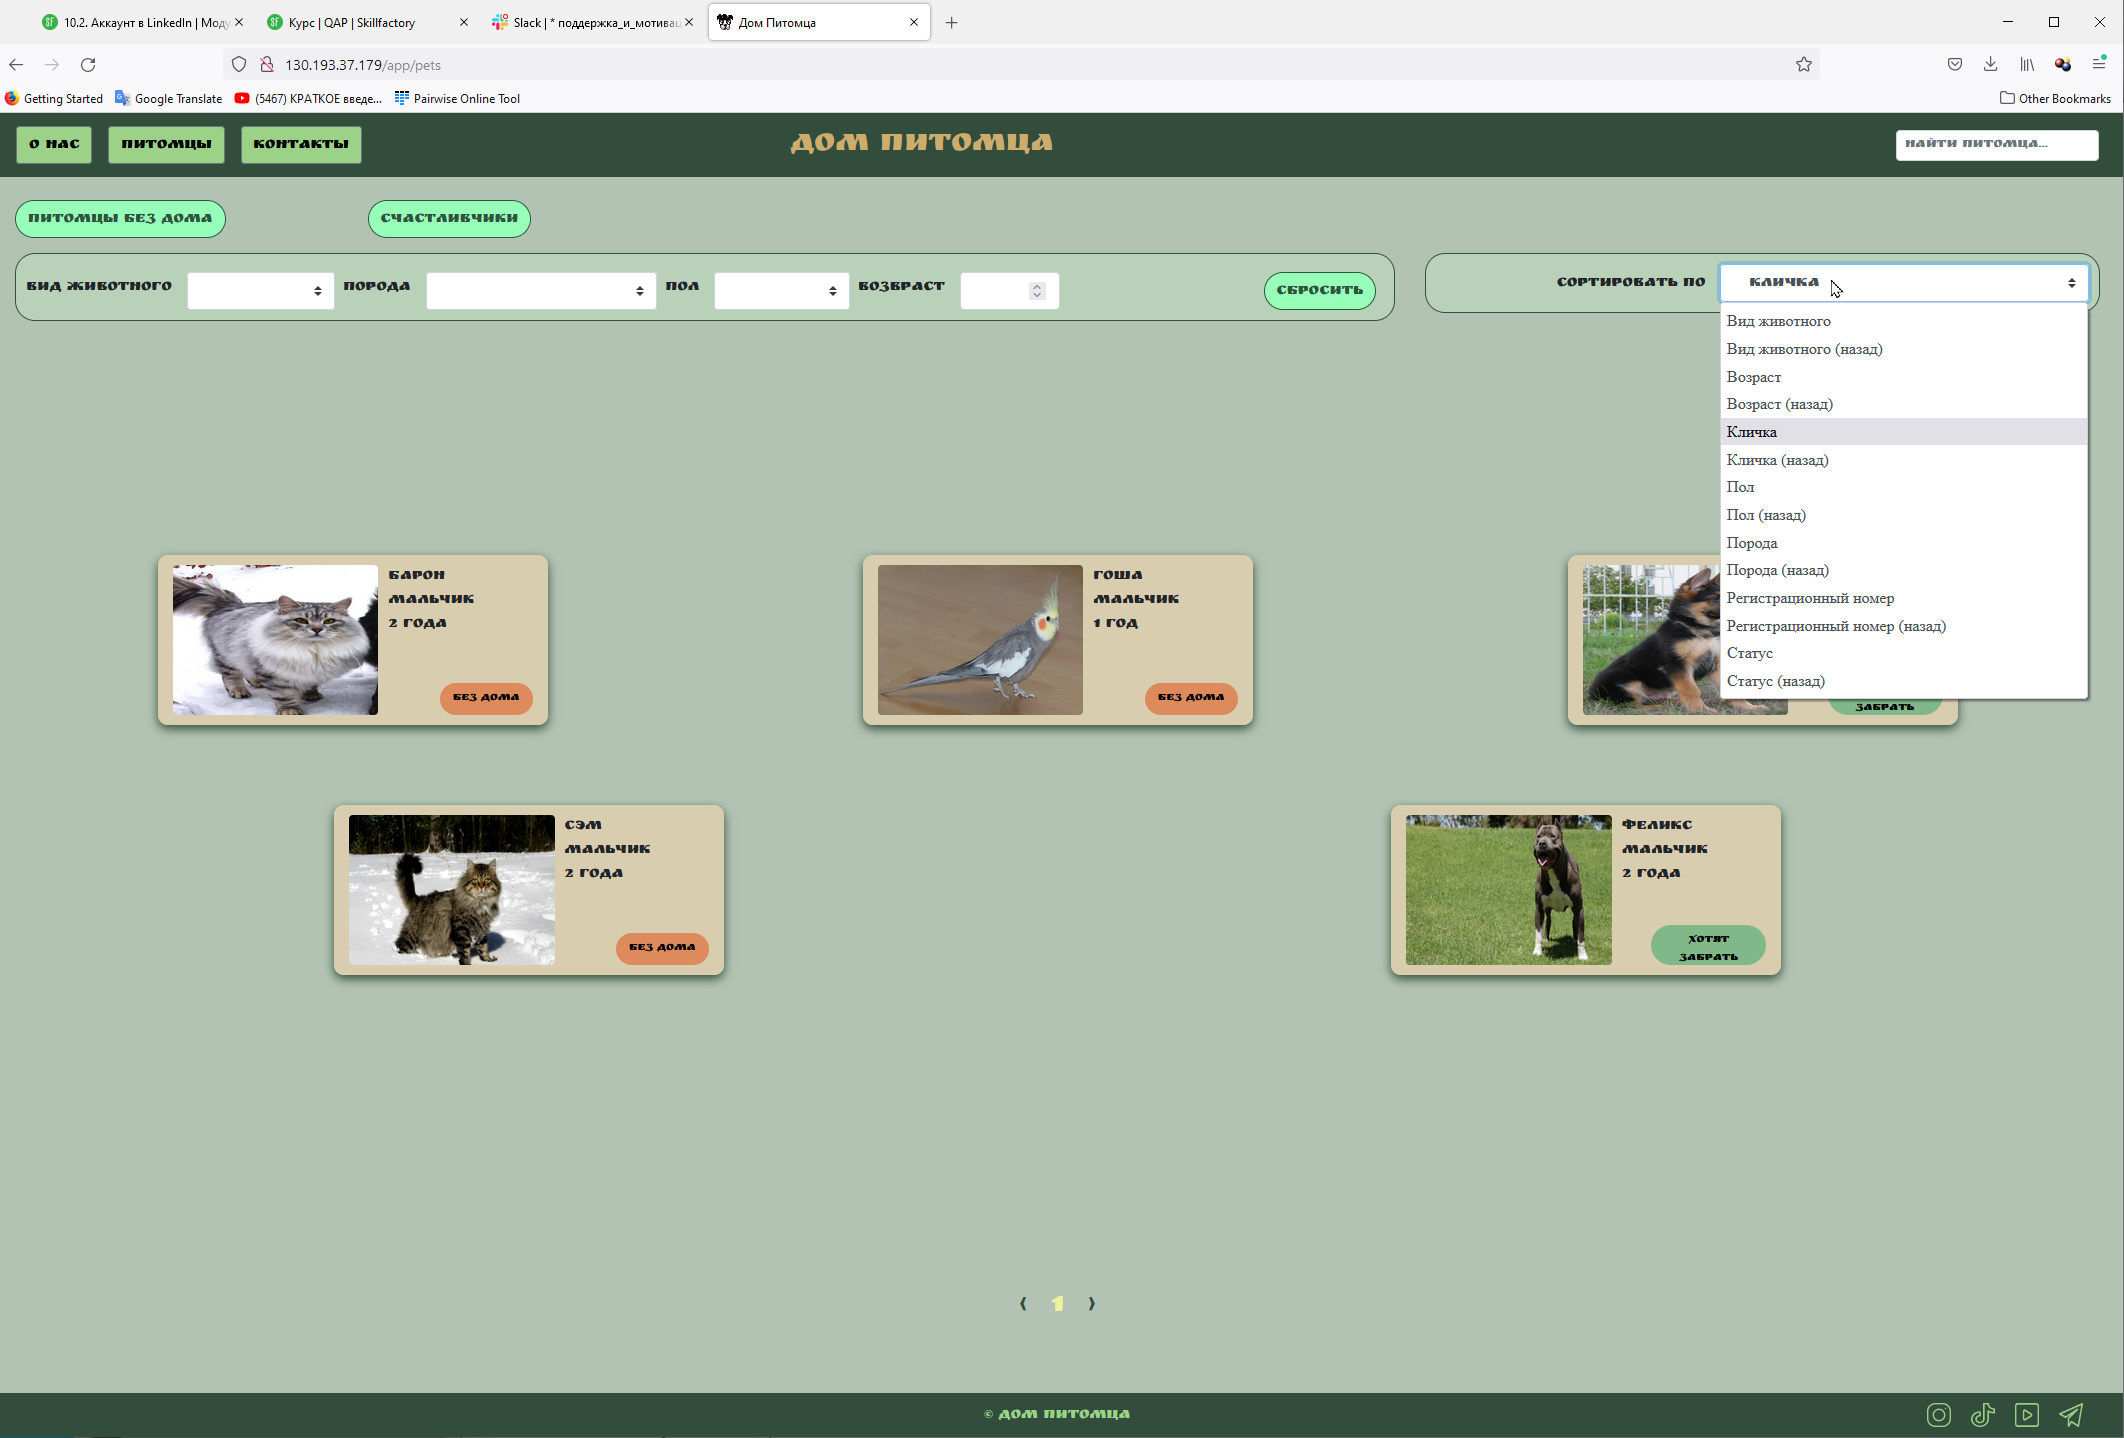 10.2. Аккаунт в LinkedIn | Моду
Курс | QAP | Skillfactory
Slack | * поддержка_и_мотивац
Дом Питомца
130.193.37.179/app/pets
Getting Started
Google Translate
(5467) КРАТКОЕ введе...
Pairwise Online Tool
Other Bookmarks
О НАС
ПИТОМЦЫ
КОНТАКТЫ
ДОМ ПИТОМЦА
НАЙТИ ПИТОМЦА...
ПИТОМЦЫ БЕЗ ДОМА
СЧАСТЛИВЧИКИ
ВИД ЖИВОТНОГО
ПОРОДА
ПОЛ
ВОЗВРАСТ
СБРОСИТЬ
СОРТИРОВАТЬ ПО
КЛИЧКА
Вид животного
Вид животного (назад)
Возраст
Возраст (назад)
Кличка
Кличка (назад)
Пол
Пол (назад)
Порода
Порода (назад)
Регистрационный номер
Регистрационный номер (назад)
Статус
Статус (назад)
БАРОН
МАЛЬЧИК
2 ГОДА
БЕЗ ДОМА
ГОША
МАЛЬЧИК
1 ГОД
БЕЗ ДОМА
ЗАБРАТЬ
СЭМ
МАЛЬЧИК
2 ГОДА
БЕЗ ДОМА
ФЕЛИКС
МАЛЬЧИК
2 ГОДА
ХОТЯТ
ЗАБРАТЬ
⟨ 1 ⟩
© ДОМ ПИТОМЦА